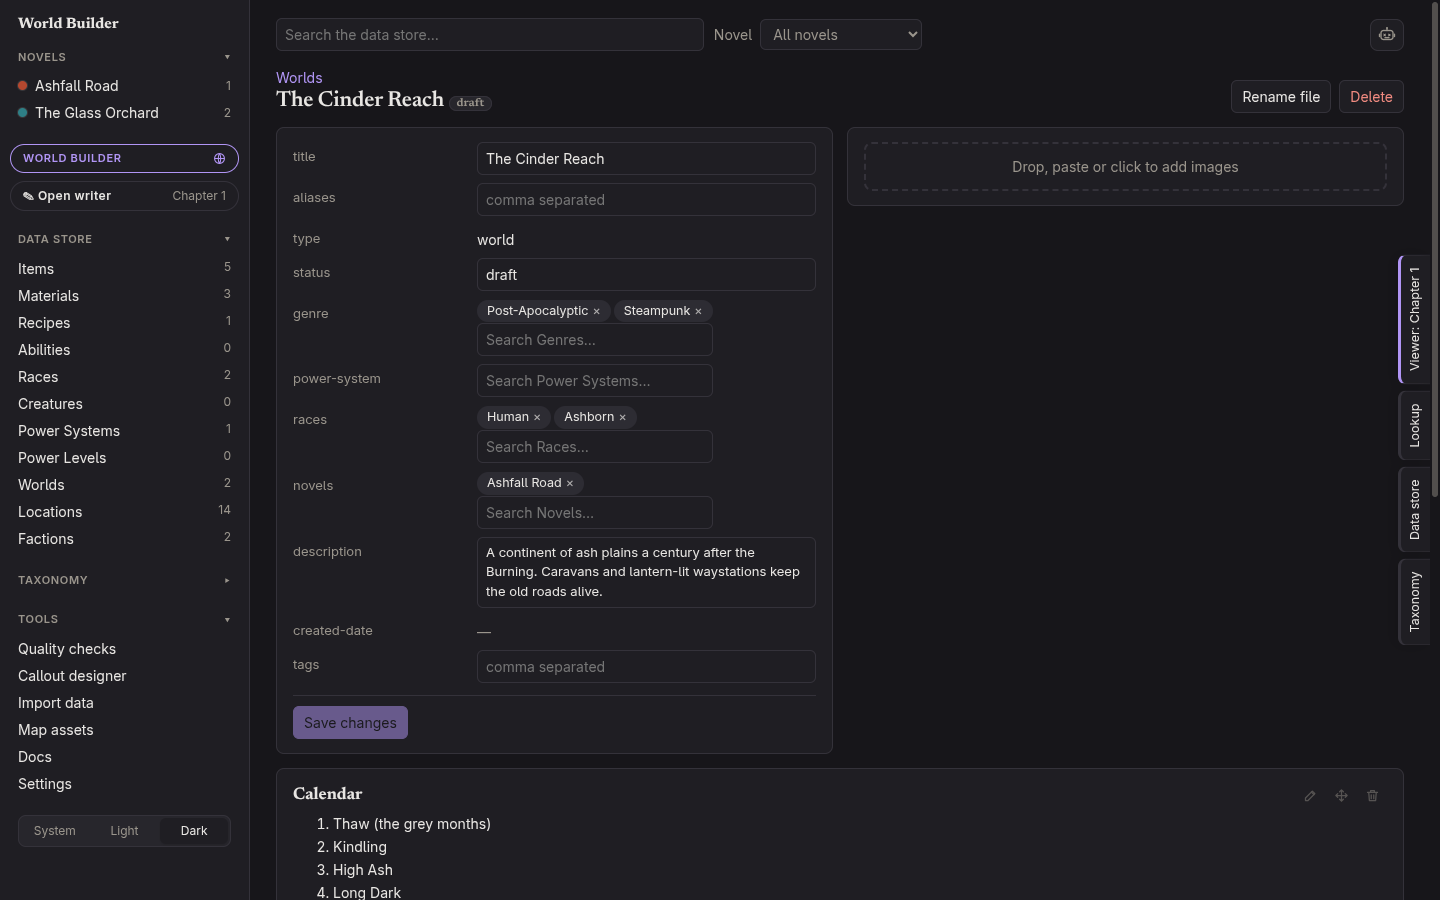 World Builder
NOVELS
Ashfall Road 1
The Glass Orchard 2
WORLD BUILDER
✎ Open writer Chapter 1
DATA STORE
Items 5
Materials 3
Recipes 1
Abilities 0
Races 2
Creatures 0
Power Systems 1
Power Levels 0
Worlds 2
Locations 14
Factions 2
TAXONOMY
TOOLS
Quality checks
Callout designer
Import data
Map assets
Docs
Settings
System Light Dark
Search the data store...
Novel All novels
Worlds
The Cinder Reach draft
Rename file Delete
title The Cinder Reach
aliases comma separated
type world
status draft
genre Post-Apocalyptic × Steampunk ×
Search Genres...
power-system Search Power Systems...
races Human × Ashborn ×
Search Races...
novels Ashfall Road ×
Search Novels...
description A continent of ash plains a century after the
Burning. Caravans and lantern-lit waystations keep
the old roads alive.
created-date —
tags comma separated
Save changes
Drop, paste or click to add images
Calendar
1. Thaw (the grey months)
2. Kindling
3. High Ash
4. Long Dark
Viewer: Chapter 1
Lookup
Data store
Taxonomy